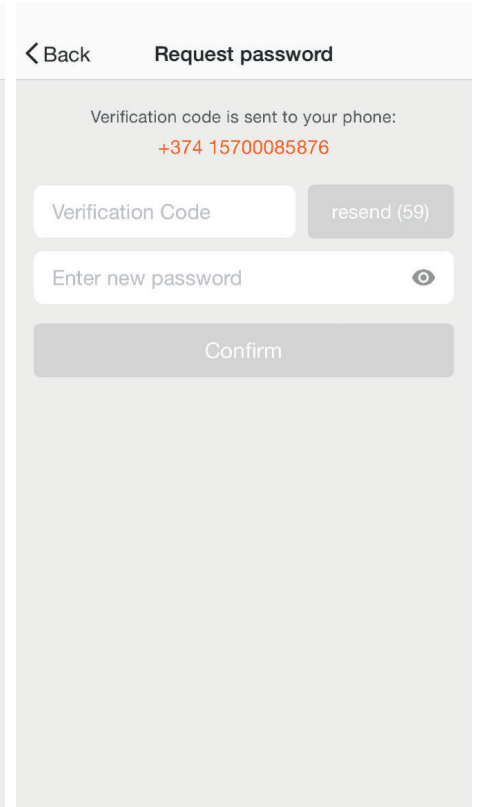 Back Request password
Verification code is sent to your phone:
+374 15700085876
Verification Code resend (59)
Enter new password
Confirm